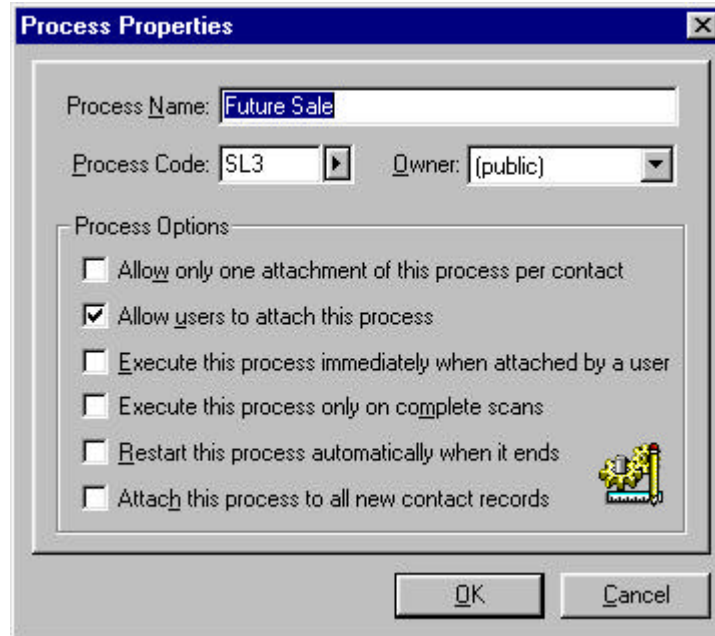 Process Properties
Process Name: Future Sale
Process Code: SL3 Owner: (public)
Process Options
Allow only one attachment of this process per contact
Allow users to attach this process
Execute this process immediately when attached by a user
Execute this process only on complete scans
Restart this process automatically when it ends
Attach this process to all new contact records
OK Cancel